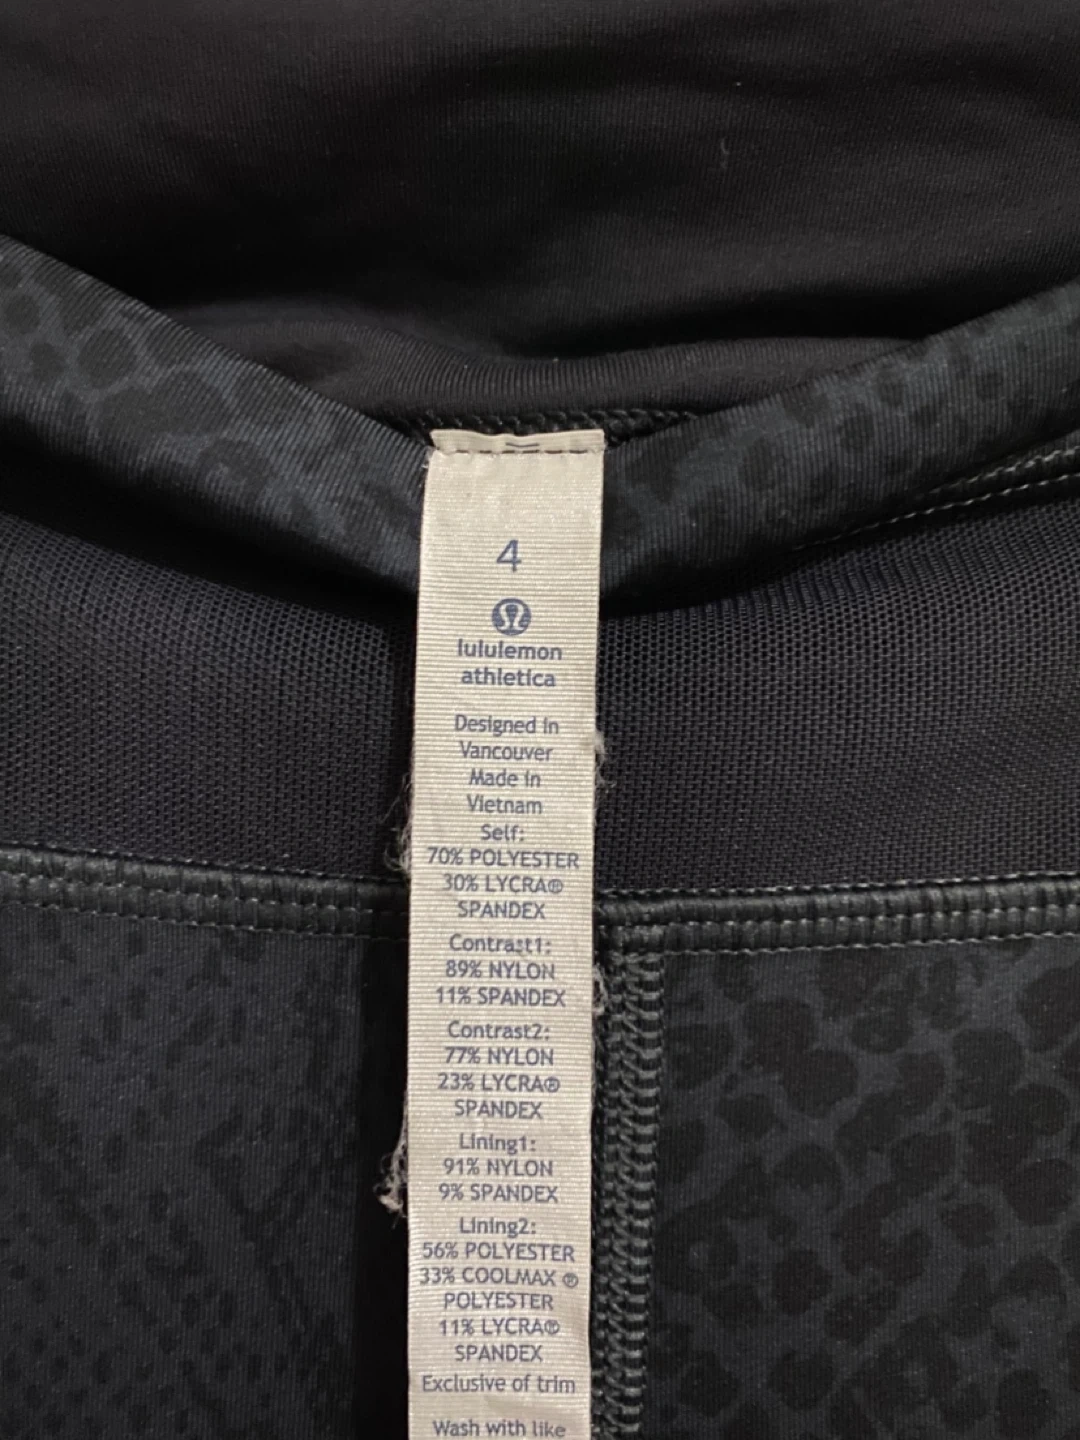 4
lululemon
athletica
Designed in
Vancouver
Made in
Vietnam
Self:
70% POLYESTER
30% LYCRA®
SPANDEX
Contrast1:
89% NYLON
11% SPANDEX
Contrast2:
77% NYLON
23% LYCRA®
SPANDEX
Lining1:
91% NYLON
9% SPANDEX
Lining2:
56% POLYESTER
33% COOLMAX ®
POLYESTER
11% LYCRA®
SPANDEX
Exclusive of trim
Wash with like